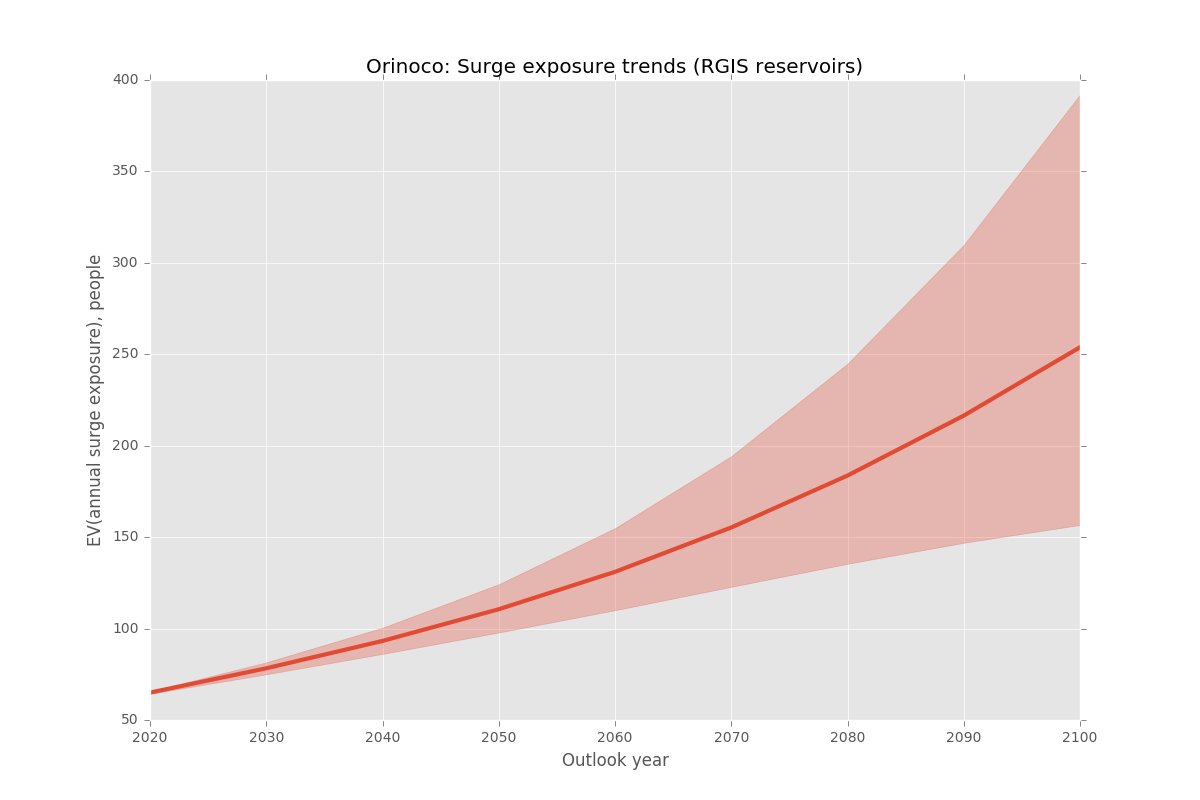 Orinoco: Surge exposure trends (RGIS reservoirs)
400
350
300
250
200
150
100
50
EV(annual surge exposure), people
2020 2030 2040 2050 2060 2070 2080 2090 2100
Outlook year